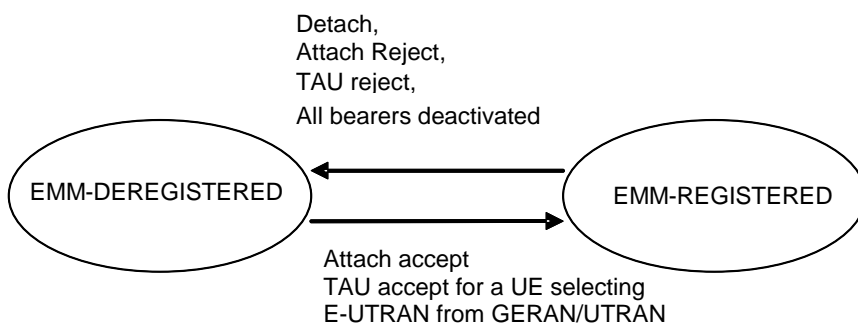 Detach,
Attach Reject,
TAU reject,
All bearers deactivated
EMM-DEREGISTERED
EMM-REGISTERED
Attach accept
TAU accept for a UE selecting
E-UTRAN from GERAN/UTRAN